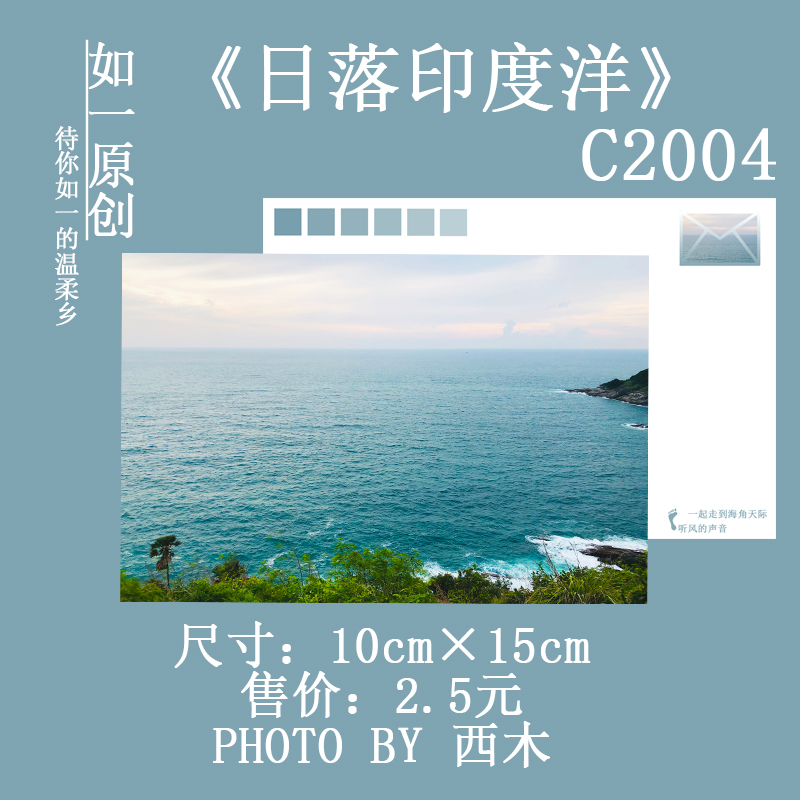 如一原创
待你如一的温柔乡
《日落印度洋》
C2004
一起走到海角天际
听风的声音
尺寸：10cm×15cm
售价：2.5元
PHOTO BY 西木